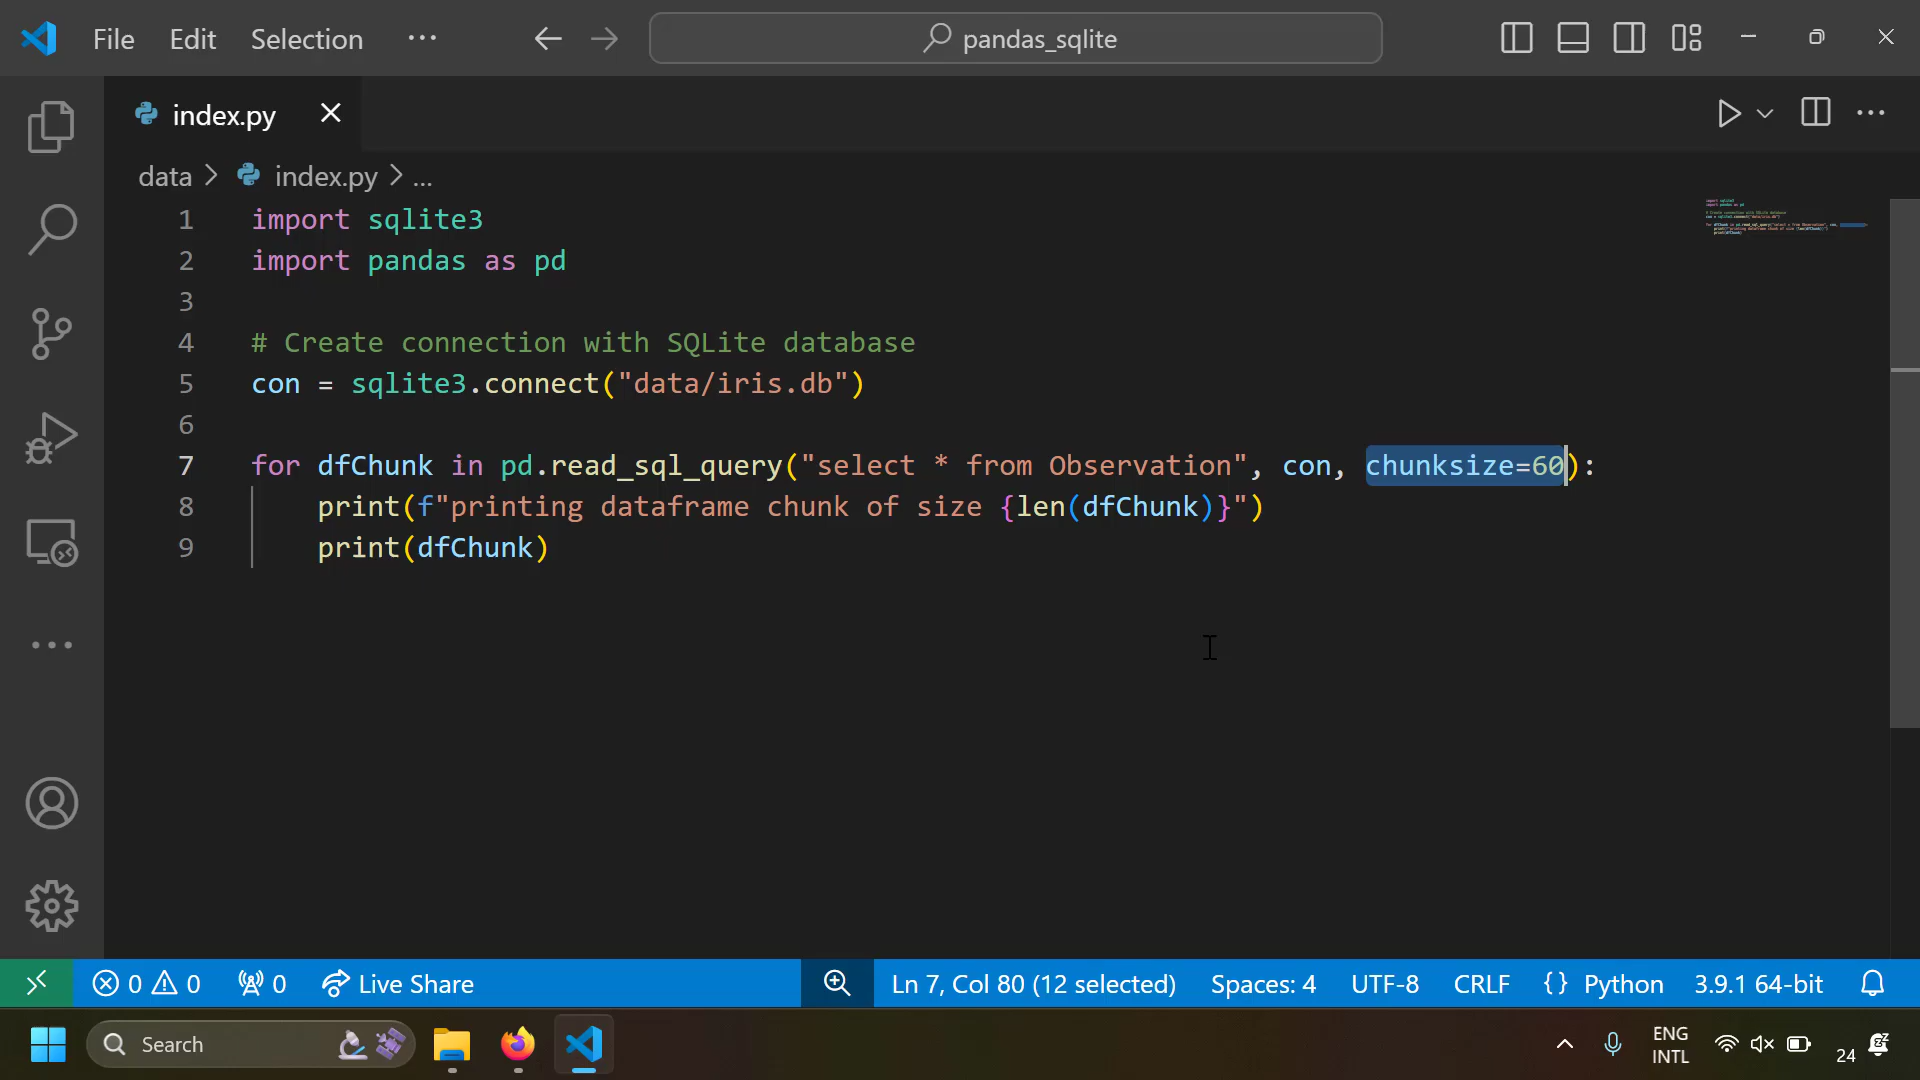 File Edit Selection ··· pandas_sqlite
index.py
data > index.py > ...
1 import sqlite3
2 import pandas as pd
3
4 # Create connection with SQLite database
5 con = sqlite3.connect("data/iris.db")
6
7 for dfChunk in pd.read_sql_query("select * from Observation", con, chunksize=60):
8     print(f"printing dataframe chunk of size {len(dfChunk)}")
9     print(dfChunk)
0 0 0 Live Share Ln 7, Col 80 (12 selected) Spaces: 4 UTF-8 CRLF {} Python 3.9.1 64-bit
Search ENG
INTL 24